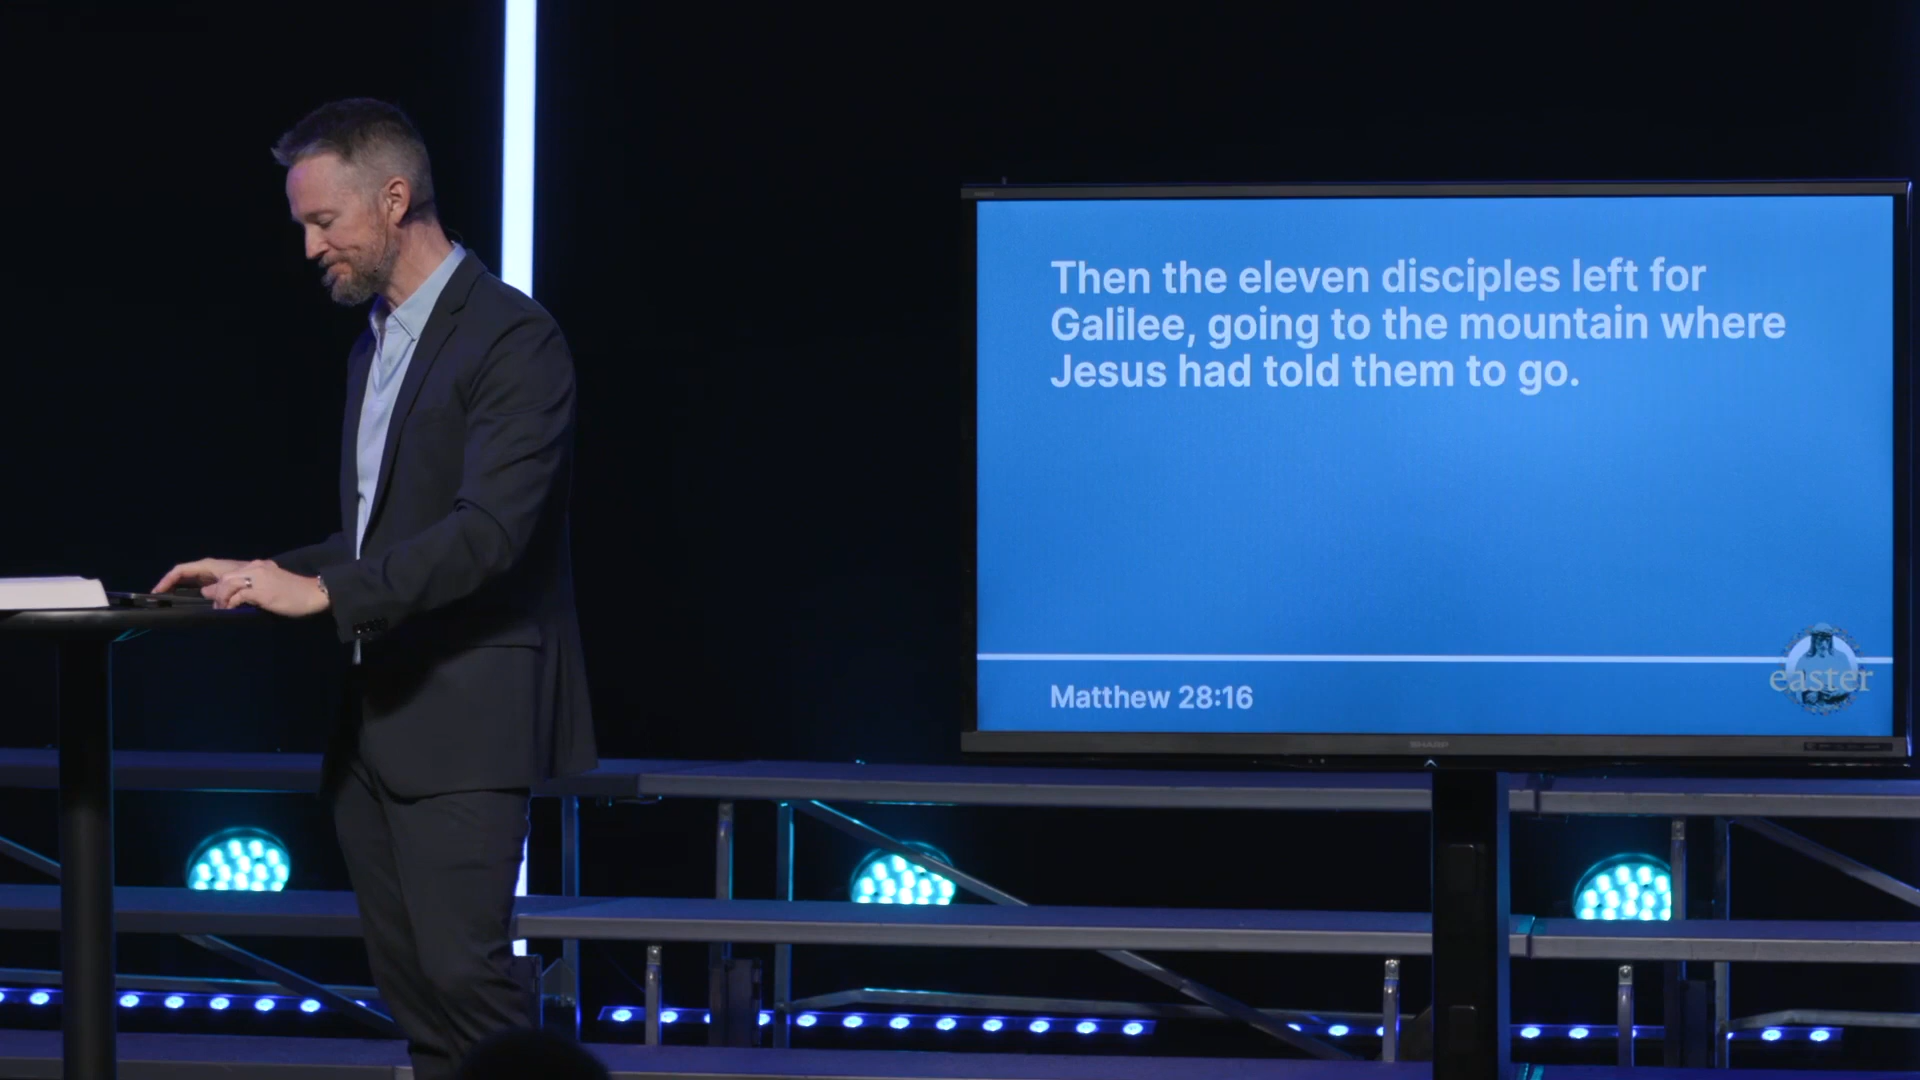 Then the eleven disciples left for
Galilee, going to the mountain where
Jesus had told them to go.
easter
Matthew 28:16
SHARP